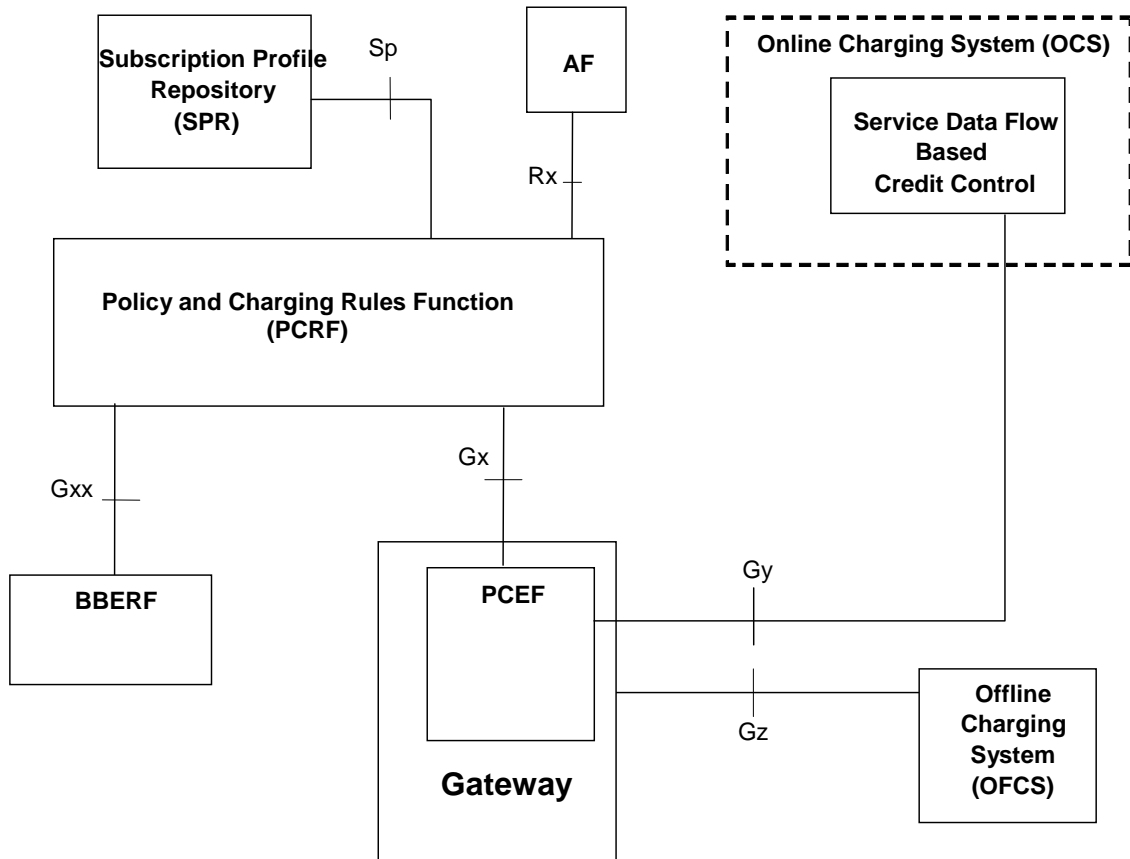 Subscription Profile
Repository
(SPR)
Sp
AF
Online Charging System (OCS)
Service Data Flow
Based
Credit Control
Rx
Policy and Charging Rules Function
(PCRF)
Gxx
Gx
BBERF
PCEF
Gy
Gz
Offline
Charging
System
(OFCS)
Gateway